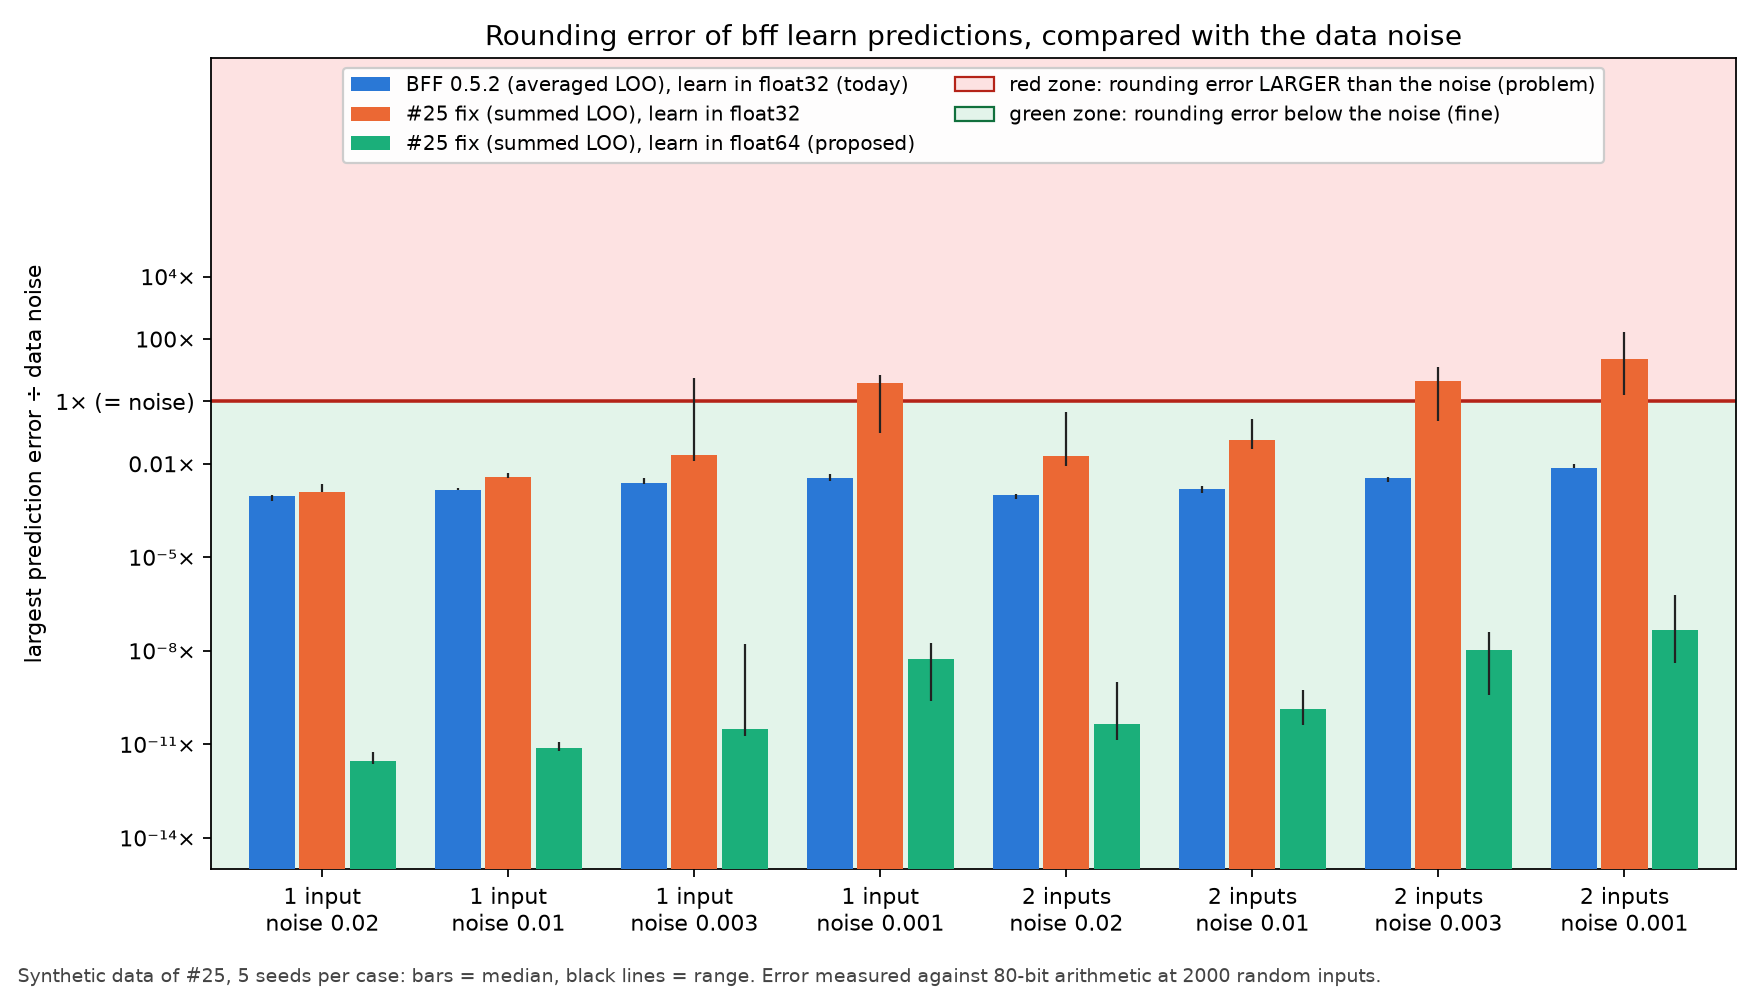 Rounding error of bff learn predictions, compared with the data noise
BFF 0.5.2 (averaged LOO), learn in float32 (today)
#25 fix (summed LOO), learn in float32
#25 fix (summed LOO), learn in float64 (proposed)
red zone: rounding error LARGER than the noise (problem)
green zone: rounding error below the noise (fine)
largest prediction error ÷ data noise
10⁴×
100×
1× (= noise)
0.01×
10⁻⁵×
10⁻⁸×
10⁻¹¹×
10⁻¹⁴×
1 input
noise 0.02
1 input
noise 0.01
1 input
noise 0.003
1 input
noise 0.001
2 inputs
noise 0.02
2 inputs
noise 0.01
2 inputs
noise 0.003
2 inputs
noise 0.001
Synthetic data of #25, 5 seeds per case: bars = median, black lines = range. Error measured against 80-bit arithmetic at 2000 random inputs.